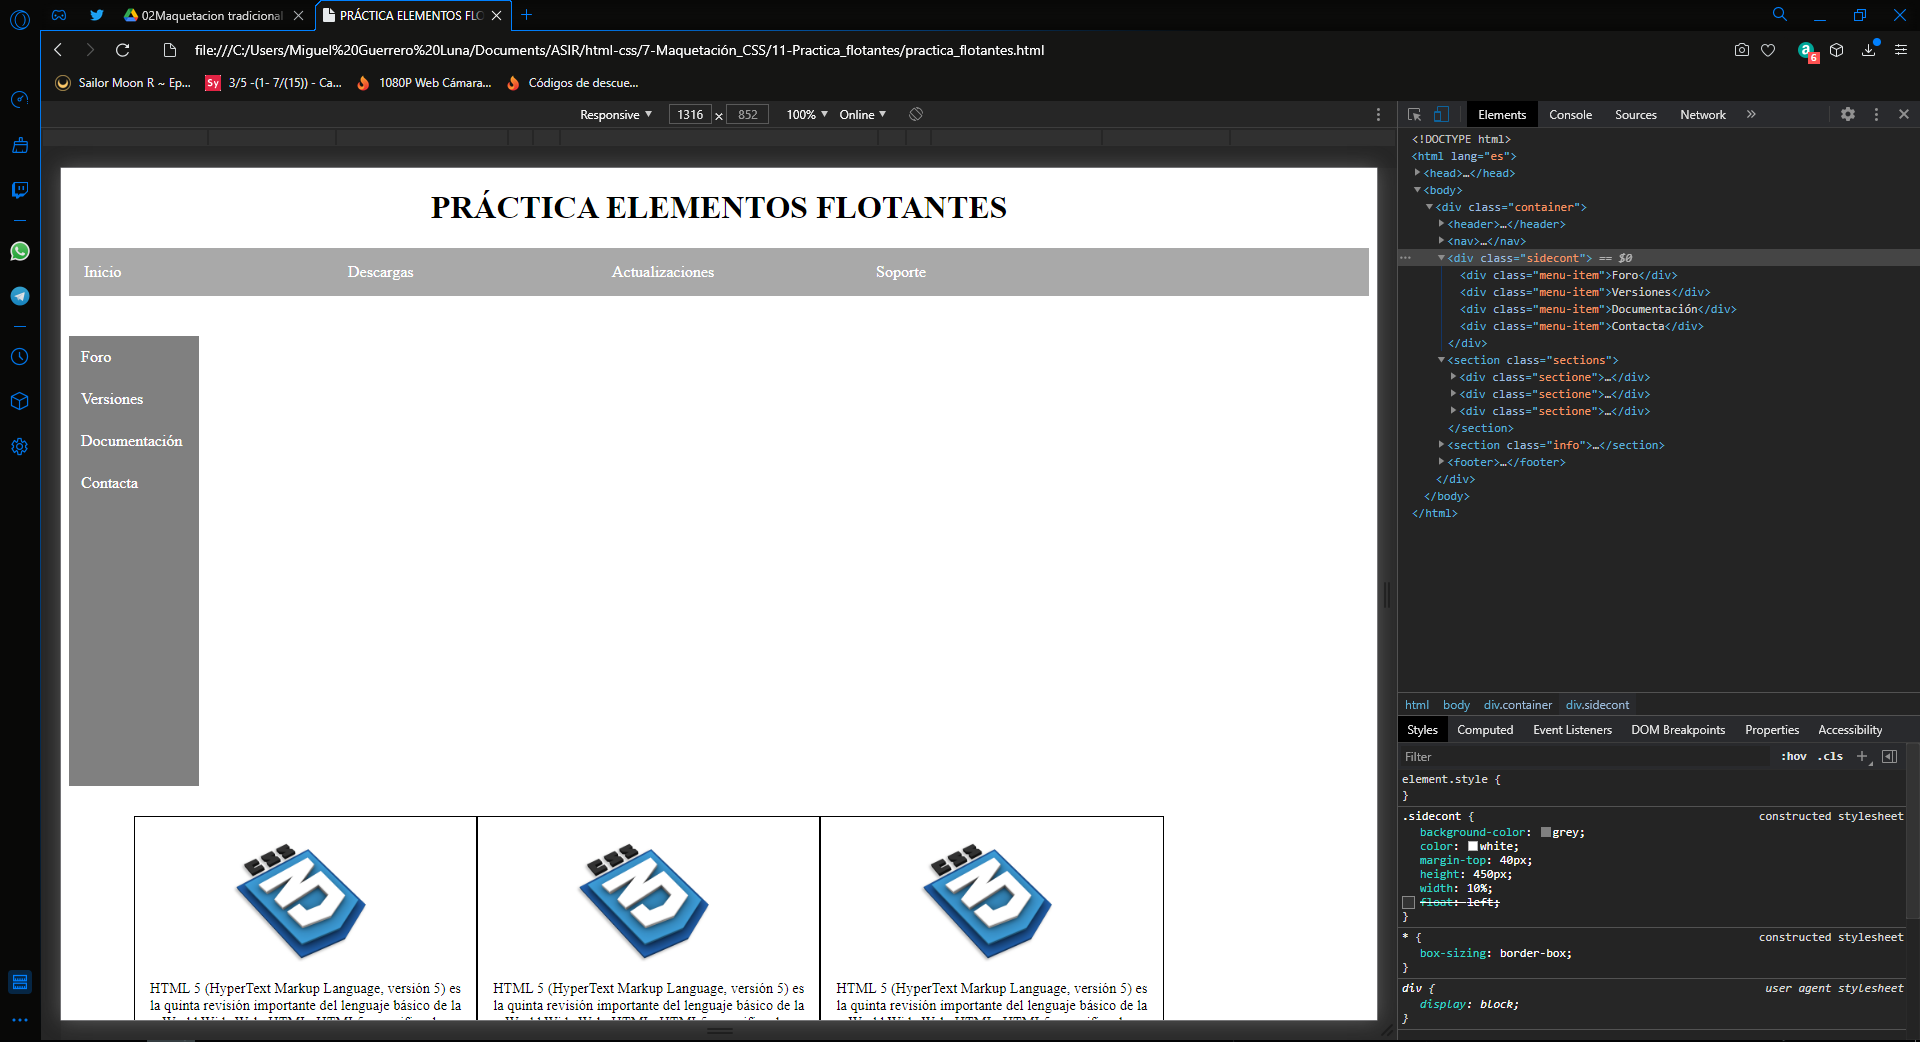 02Maquetacion tradicional
PRÁCTICA ELEMENTOS FLO
file:///C:/Users/Miguel%20Guerrero%20Luna/Documents/ASIR/html-css/7-Maquetación_CSS/11-Practica_flotantes/practica_flotantes.html
6
Sailor Moon R ~ Ep...
Sy 3/5 -(1- 7/(15)) - Ca...
1080P Web Cámara...
Códigos de descue...
Responsive 1316 × 852 100% Online
PRÁCTICA ELEMENTOS FLOTANTES
Inicio Descargas Actualizaciones Soporte
Foro
Versiones
Documentación
Contacta
HTML 5 (HyperText Markup Language, versión 5) es
la quinta revisión importante del lenguaje básico de la
HTML 5 (HyperText Markup Language, versión 5) es
la quinta revisión importante del lenguaje básico de la
HTML 5 (HyperText Markup Language, versión 5) es
la quinta revisión importante del lenguaje básico de la
Elements Console Sources Network »
<!DOCTYPE html>
<html lang="es">
<head>…</head>
<body>
<div class="container">
<header>…</header>
<nav>…</nav>
<div class="sidecont"> == $0
<div class="menu-item">Foro</div>
<div class="menu-item">Versiones</div>
<div class="menu-item">Documentación</div>
<div class="menu-item">Contacta</div>
</div>
<section class="sections">
<div class="sectione">…</div>
<div class="sectione">…</div>
<div class="sectione">…</div>
</section>
<section class="info">…</section>
<footer>…</footer>
</div>
</body>
</html>
html body div.container div.sidecont
Styles Computed Event Listeners DOM Breakpoints Properties Accessibility
Filter :hov .cls +
element.style {
}
.sidecont { constructed stylesheet
background-color: grey;
color: white;
margin-top: 40px;
height: 450px;
width: 10%;
float: left;
}
* { constructed stylesheet
box-sizing: border-box;
}
div { user agent stylesheet
display: block;
}